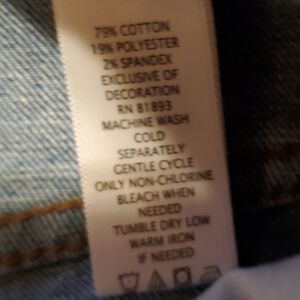 79% COTTON
19% POLYESTER
2% SPANDEX
EXCLUSIVE OF
DECORATION
RN 81893
MACHINE WASH
COLD
SEPARATELY
GENTLE CYCLE
ONLY NON-CHLORINE
BLEACH WHEN
NEEDED
TUMBLE DRY LOW
WARM IRON
IF NEEDED